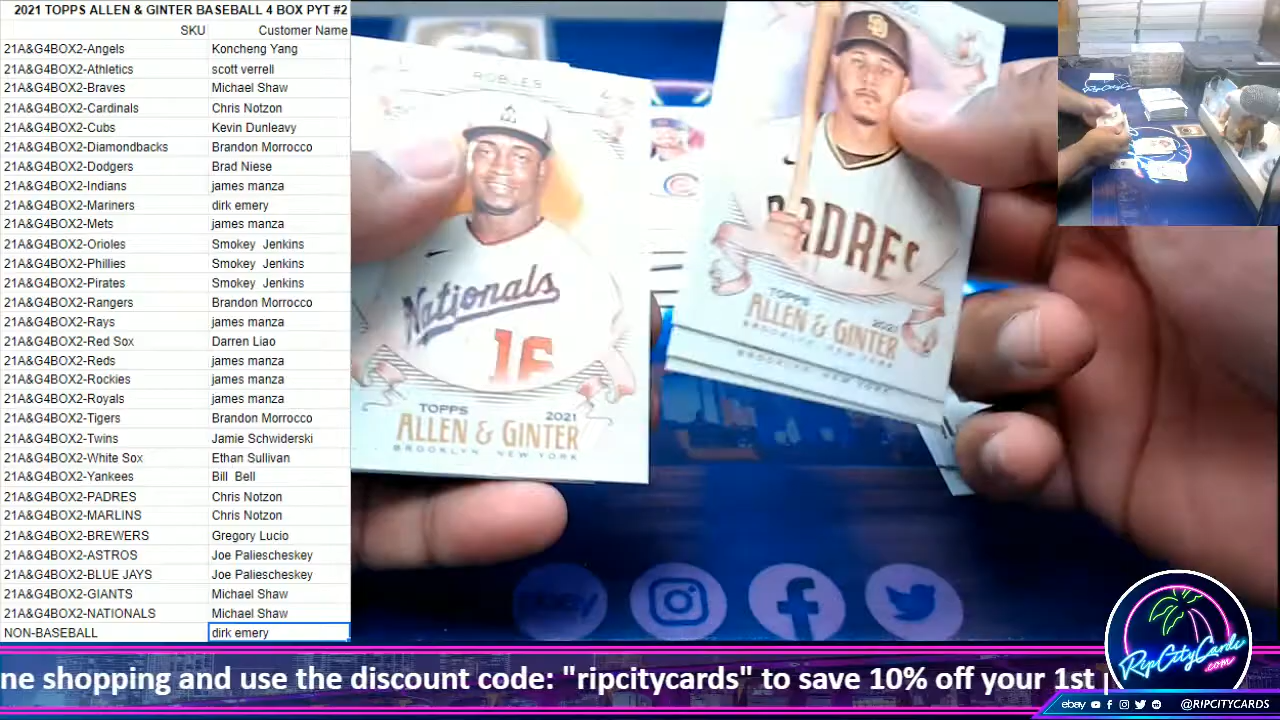 2021 TOPPS ALLEN & GINTER BASEBALL 4 BOX PYT #2
SKU Customer Name
21A&G4BOX2-Angels Koncheng Yang
21A&G4BOX2-Athletics scott verrell
21A&G4BOX2-Braves Michael Shaw
21A&G4BOX2-Cardinals Chris Notzon
21A&G4BOX2-Cubs Kevin Dunleavy
21A&G4BOX2-Diamondbacks Brandon Morrocco
21A&G4BOX2-Dodgers Brad Niese
21A&G4BOX2-Indians james manza
21A&G4BOX2-Mariners dirk emery
21A&G4BOX2-Mets james manza
21A&G4BOX2-Orioles Smokey Jenkins
21A&G4BOX2-Phillies Smokey Jenkins
21A&G4BOX2-Pirates Smokey Jenkins
21A&G4BOX2-Rangers Brandon Morrocco
21A&G4BOX2-Rays james manza
21A&G4BOX2-Red Sox Darren Liao
21A&G4BOX2-Reds james manza
21A&G4BOX2-Rockies james manza
21A&G4BOX2-Royals james manza
21A&G4BOX2-Tigers Brandon Morrocco
21A&G4BOX2-Twins Jamie Schwiderski
21A&G4BOX2-White Sox Ethan Sullivan
21A&G4BOX2-Yankees Bill Bell
21A&G4BOX2-PADRES Chris Notzon
21A&G4BOX2-MARLINS Chris Notzon
21A&G4BOX2-BREWERS Gregory Lucio
21A&G4BOX2-ASTROS Joe Paliescheskey
21A&G4BOX2-BLUE JAYS Joe Paliescheskey
21A&G4BOX2-GIANTS Michael Shaw
21A&G4BOX2-NATIONALS Michael Shaw
NON-BASEBALL dirk emery
ROBLES
Nationals
16
TOPPS 2021
ALLEN & GINTER
BROOKLYN NEW YORK
PADRES
TOPPS 2021
ALLEN & GINTER
BROOKLYN NEW YORK
BROOKLYN NEW YORK
ne shopping and use the discount code: "ripcitycards" to save 10% off your 1st
RipCityCards
.com
ebay @RIPCITYCARDS